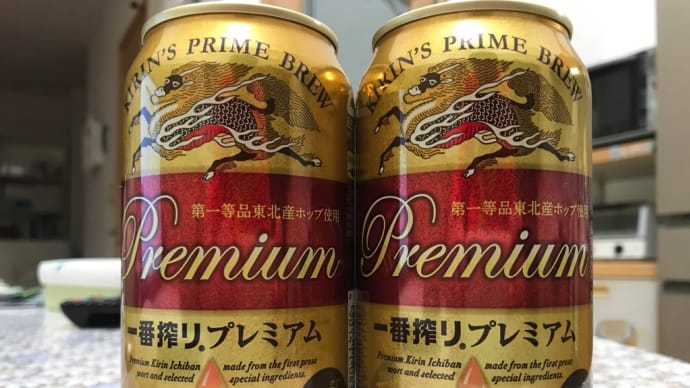 KIRIN'S PRIME BREW
第一等品東北産ホップ使用
Premium
一番搾り®プレミアム
Premium Kirin Ichiban made from the first press
wort and selected special ingredients.
KIRIN'S PRIME BREW
第一等品東北産ホップ使用
Premium
一番搾り®プレミアム
Premium Kirin Ichiban made from the first press
wort and selected special ingredients.